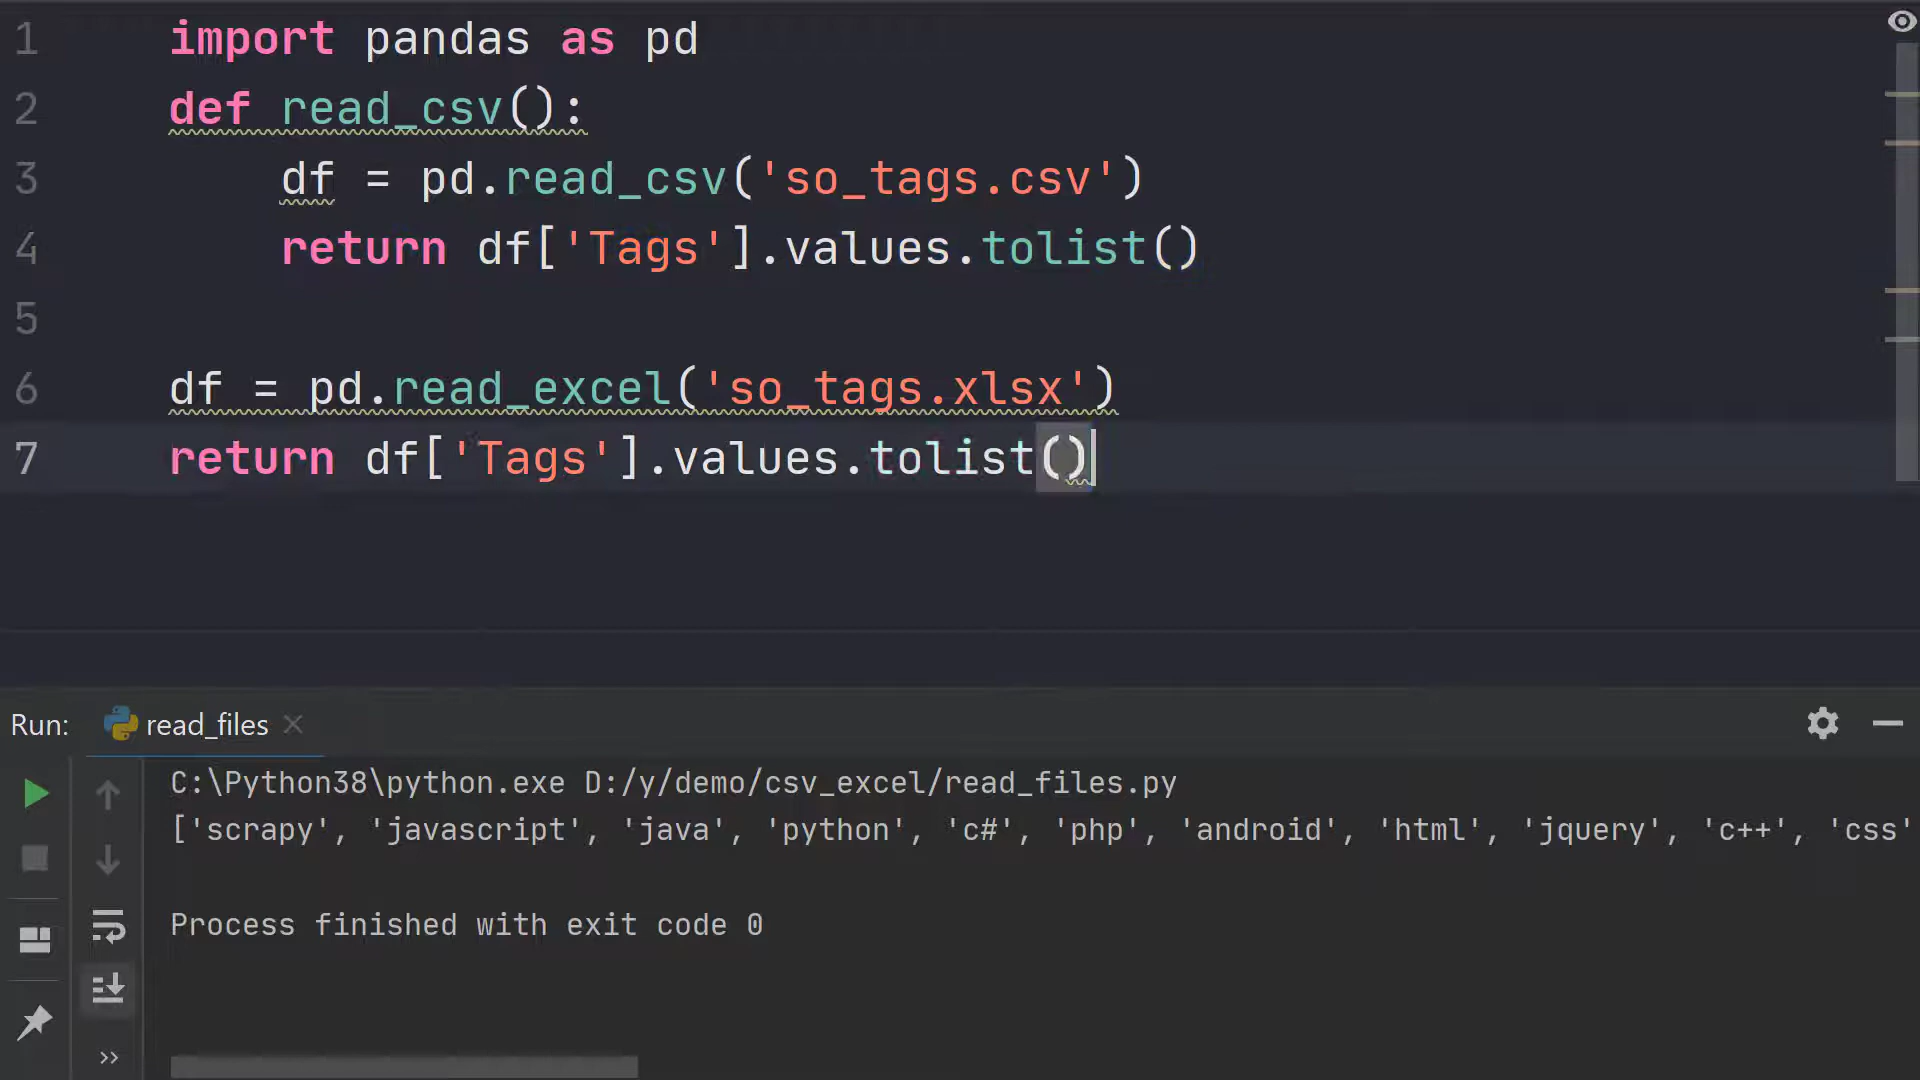 1 import pandas as pd
2 def read_csv():
3 df = pd.read_csv('so_tags.csv')
4 return df['Tags'].values.tolist()
5
6 df = pd.read_excel('so_tags.xlsx')
7 return df['Tags'].values.tolist()
Run: read_files
C:\Python38\python.exe D:/y/demo/csv_excel/read_files.py
['scrapy', 'javascript', 'java', 'python', 'c#', 'php', 'android', 'html', 'jquery', 'c++', 'css'
Process finished with exit code 0